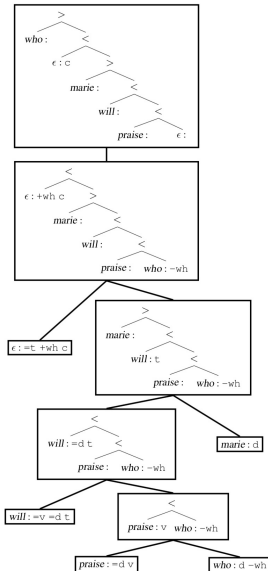 >
who : <
ϵ : c >
marie : <
will : <
praise : ϵ :
<
ϵ : +wh c >
marie : <
will : <
praise : who : -wh
>
marie : <
ϵ : =t +wh c will : t <
praise : who : -wh
<
will : =d t < marie : d
praise : who : -wh
<
will : =v =d t praise : v who : -wh
praise : =d v who : d -wh